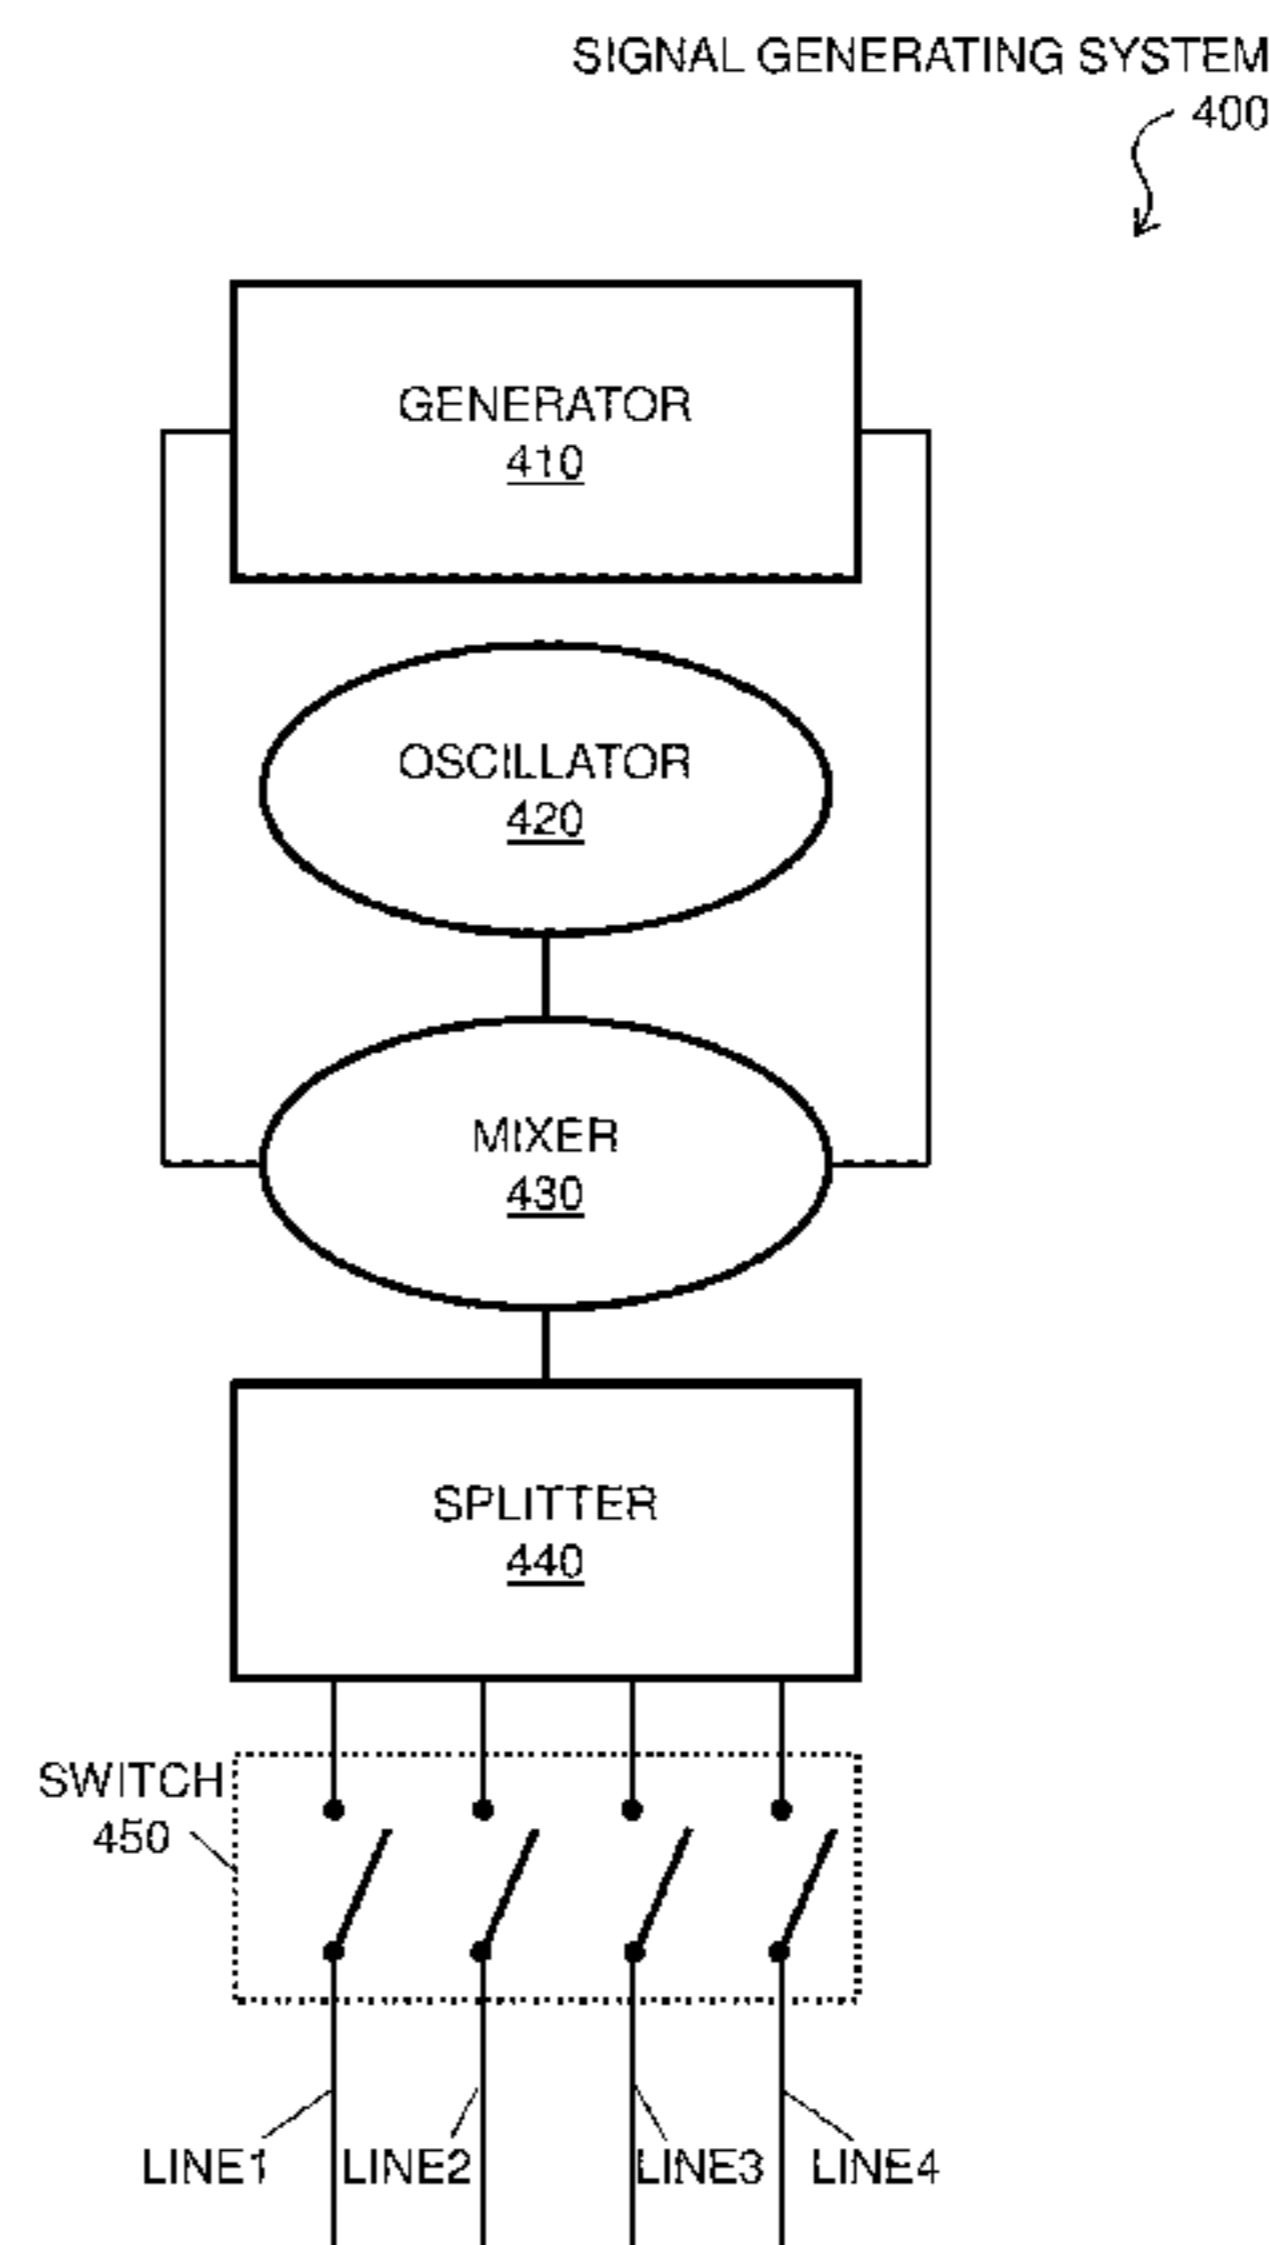 SIGNAL GENERATING SYSTEM
400
GENERATOR
410
OSCILLATOR
420
MIXER
430
SPLITTER
440
SWITCH
450
LINE1 LINE2 LINE3 LINE4